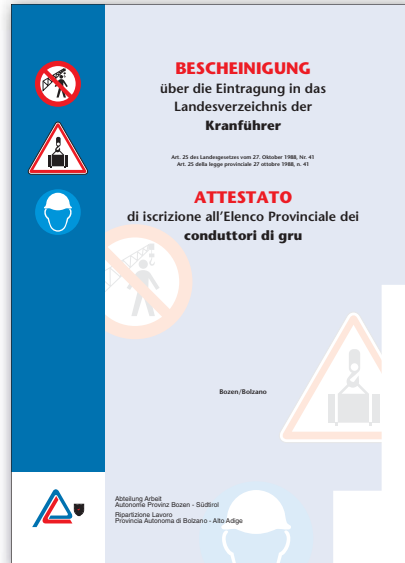 BESCHEINIGUNG
über die Eintragung in das
Landesverzeichnis der
Kranführer
Art. 25 des Landesgesetzes vom 27. Oktober 1988, Nr. 41
Art. 25 della legge provinciale 27 ottobre 1988, n. 41
ATTESTATO
di iscrizione all'Elenco Provinciale dei
conduttori di gru
Bozen/Bolzano
Abteilung Arbeit
Autonome Provinz Bozen - Südtirol
Ripartizione Lavoro
Provincia Autonoma di Bolzano - Alto Adige